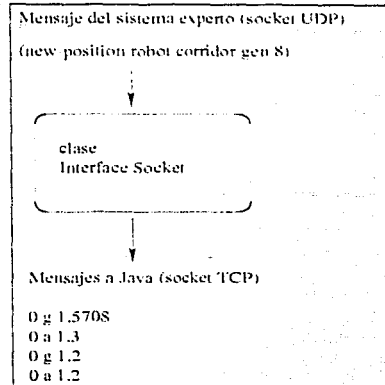 Mensaje del sistema experto (socket UDP)
(new-position robot corridor gen 8)
clase
Interface Socket
Mensajes a Java (socket TCP)
0 g 1.5708
0 a 1.3
0 g 1.2
0 a 1.2